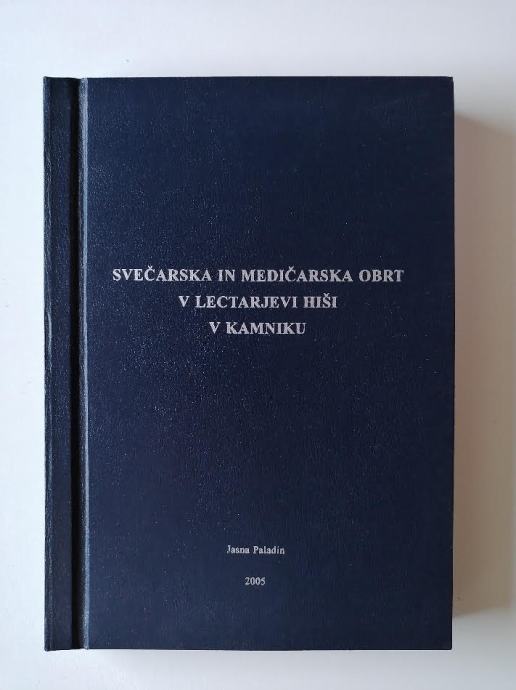 SVEČARSKA IN MEDIČARSKA OBRT
V LECTARJEVI HIŠI
V KAMNIKU
Jasna Paladin
2005